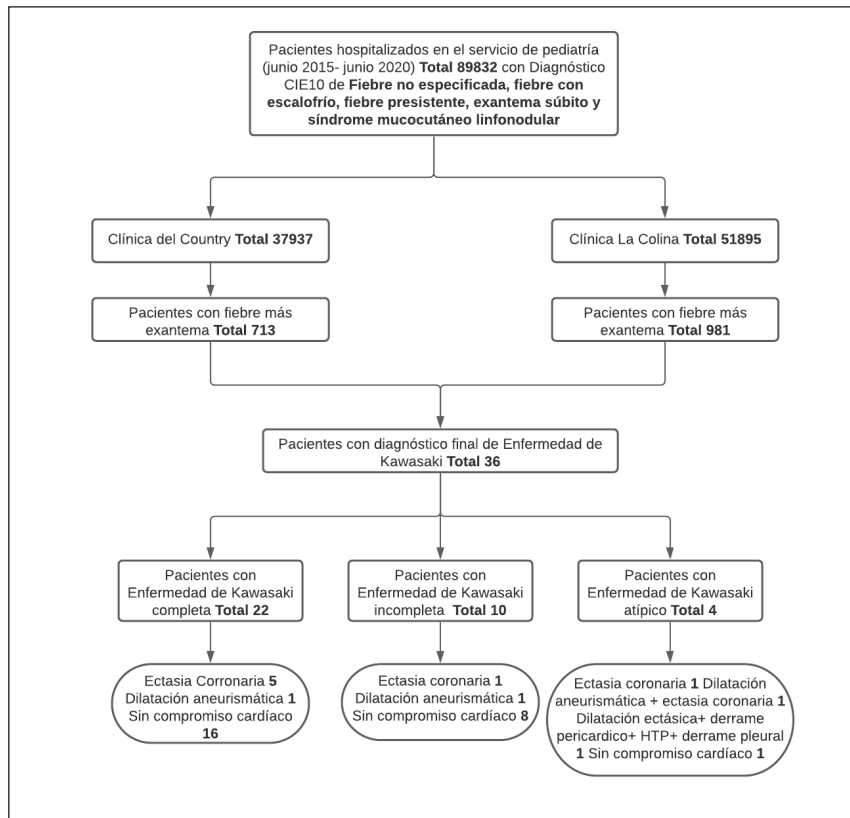 Pacientes hospitalizados en el servicio de pediatría
(junio 2015- junio 2020) Total 89832 con Diagnóstico
CIE10 de Fiebre no especificada, fiebre con
escalofrío, fiebre presistente, exantema súbito y
síndrome mucocutáneo linfonodular
Clínica del Country Total 37937
Clínica La Colina Total 51895
Pacientes con fiebre más
exantema Total 713
Pacientes con fiebre más
exantema Total 981
Pacientes con diagnóstico final de Enfermedad de
Kawasaki Total 36
Pacientes con
Enfermedad de Kawasaki
completa Total 22
Pacientes con
Enfermedad de Kawasaki
incompleta Total 10
Pacientes con
Enfermedad de Kawasaki
atípico Total 4
Ectasia Corronaria 5
Dilatación aneurismática 1
Sin compromiso cardíaco
16
Ectasia coronaria 1
Dilatación aneurismática 1
Sin compromiso cardíaco 8
Ectasia coronaria 1 Dilatación
aneurismática + ectasia coronaria 1
Dilatación ectásica+ derrame
pericardico+ HTP+ derrame pleural
1 Sin compromiso cardíaco 1